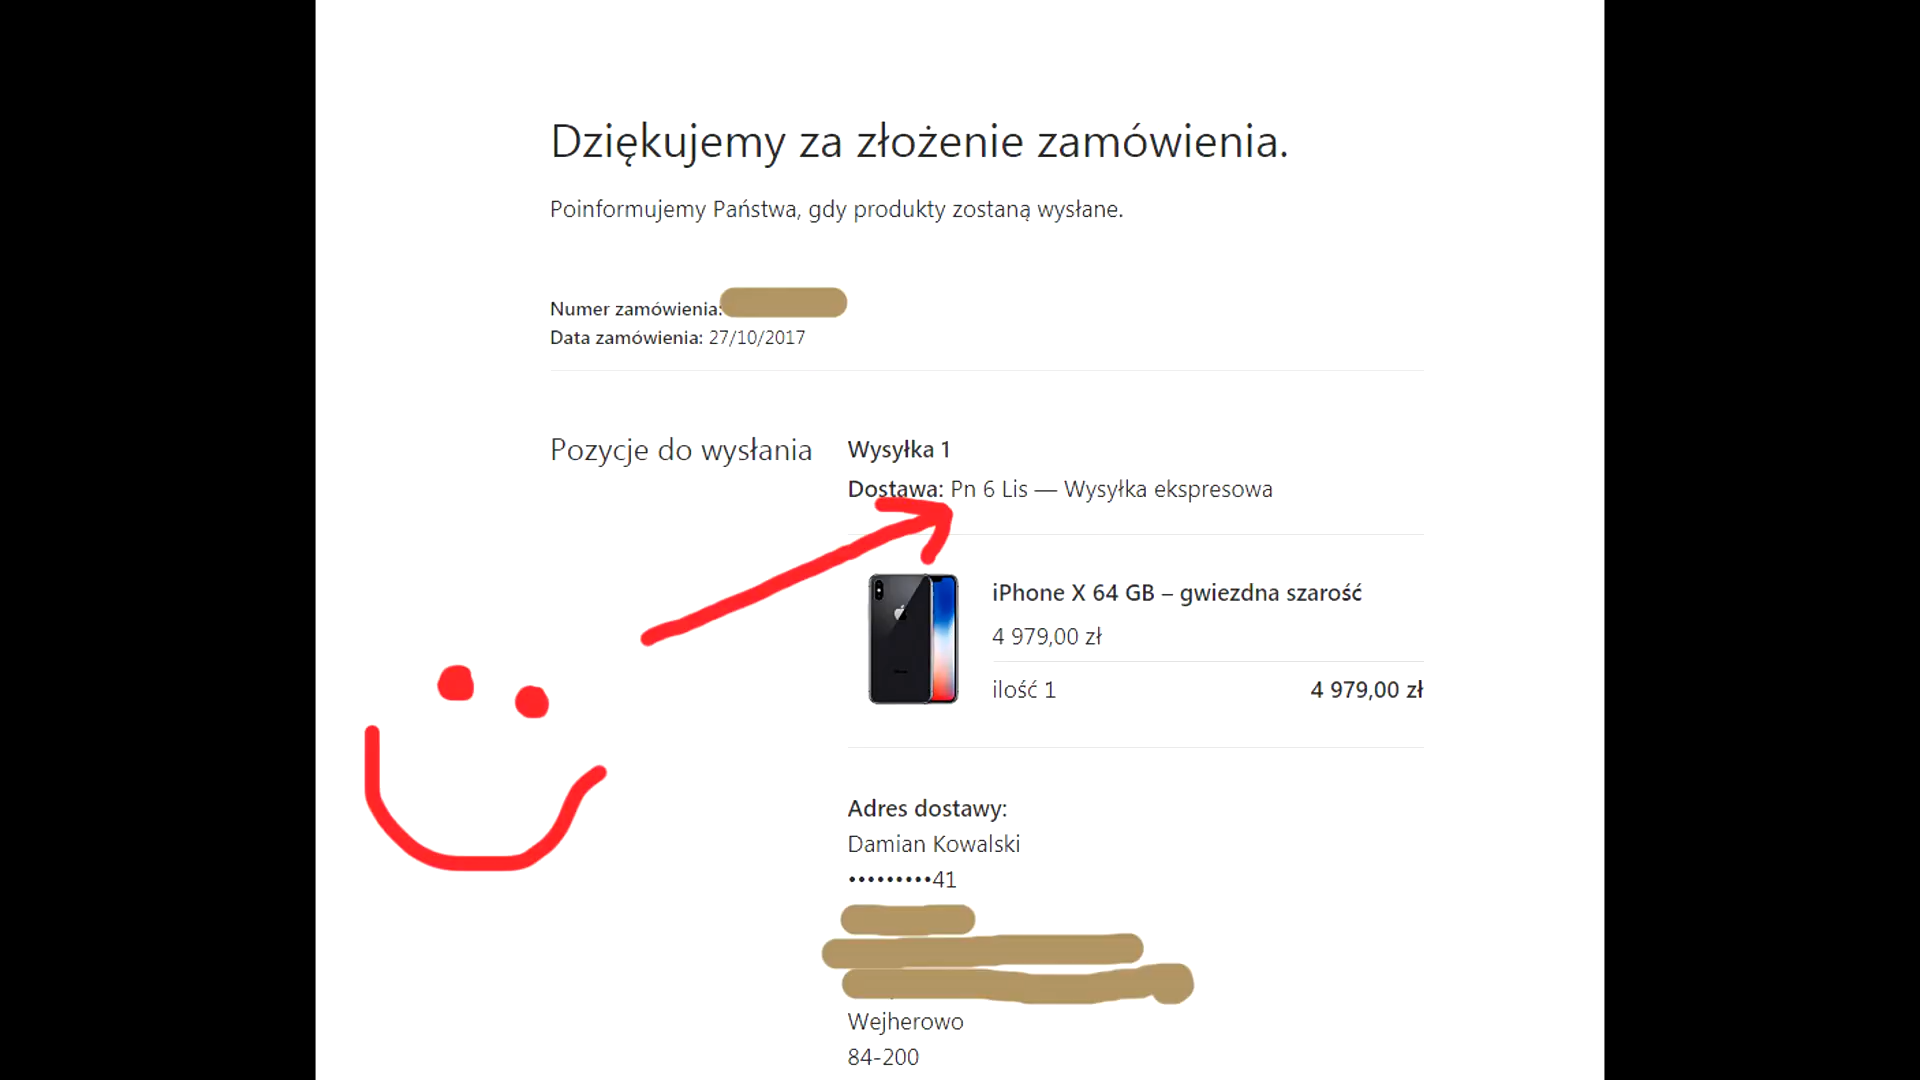 Dziękujemy za złożenie zamówienia.
Poinformujemy Państwa, gdy produkty zostaną wysłane.
Numer zamówienia:
Data zamówienia: 27/10/2017
Pozycje do wysłania
Wysyłka 1
Dostawa: Pn 6 Lis — Wysyłka ekspresowa
iPhone X 64 GB – gwiezdna szarość
4 979,00 zł
ilość 1 4 979,00 zł
Adres dostawy:
Damian Kowalski
•••••••••41
Wejherowo
84-200